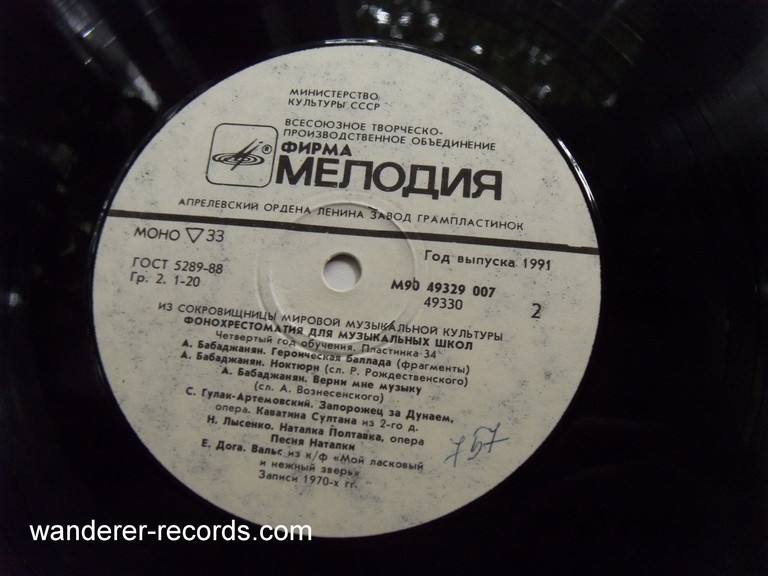 МИНИСТЕРСТВО
КУЛЬТУРЫ СССР
ВСЕСОЮЗНОЕ ТВОРЧЕСКО-
ПРОИЗВОДСТВЕННОЕ ОБЪЕДИНЕНИЕ
®
ФИРМА
МЕЛОДИЯ
АПРЕЛЕВСКИЙ ОРДЕНА ЛЕНИНА ЗАВОД ГРАМПЛАСТИНОК
МОНО ▽ 33
Год выпуска 1991
ГОСТ 5289-88
Гр. 2. 1-20
М90 49329 007
49330
2
ИЗ СОКРОВИЩНИЦЫ МИРОВОЙ МУЗЫКАЛЬНОЙ КУЛЬТУРЫ
ФОНОХРЕСТОМАТИЯ ДЛЯ МУЗЫКАЛЬНЫХ ШКОЛ
Четвертый год обучения. Пластинка 34
А. Бабаджанян. Героическая баллада (фрагменты)
А. Бабаджанян. Ноктюрн (сл. Р. Рождественского)
А. Бабаджанян. Верни мне музыку
(сл. А. Вознесенского)
С. Гулак-Артемовский. Запорожец за Дунаем,
опера. Каватина Султана из 2-го д.
Н. Лысенко. Наталка Полтавка, опера
Песня Наталки
Е. Дога. Вальс из к/ф «Мой ласковый
и нежный зверь»
Записи 1970-х гг.
757
wanderer-records.com